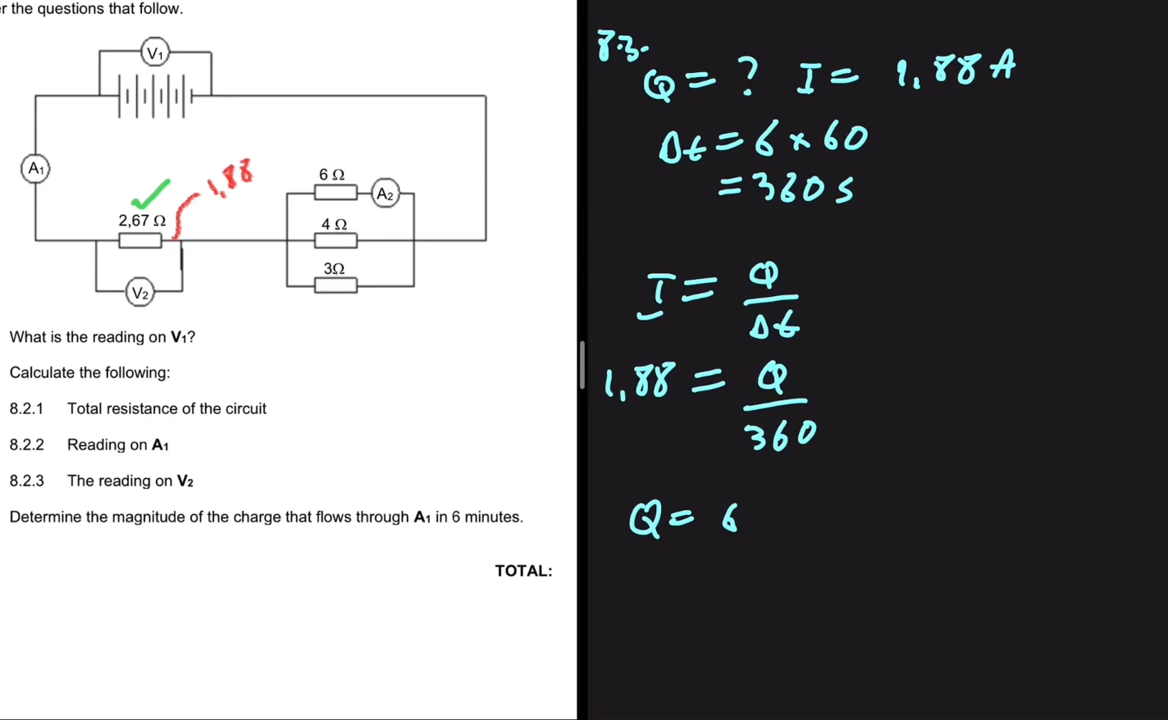 r the questions that follow.
V1
A1
1,88
6 Ω
A2
2,67 Ω
4 Ω
3Ω
V2
What is the reading on V1?
Calculate the following:
8.2.1 Total resistance of the circuit
8.2.2 Reading on A1
8.2.3 The reading on V2
Determine the magnitude of the charge that flows through A1 in 6 minutes.
TOTAL:
8.3.
Q = ? I = 1,88 A
Δt = 6 × 60
= 360 s
I = Q
Δt
1,88 = Q
360
Q = 6